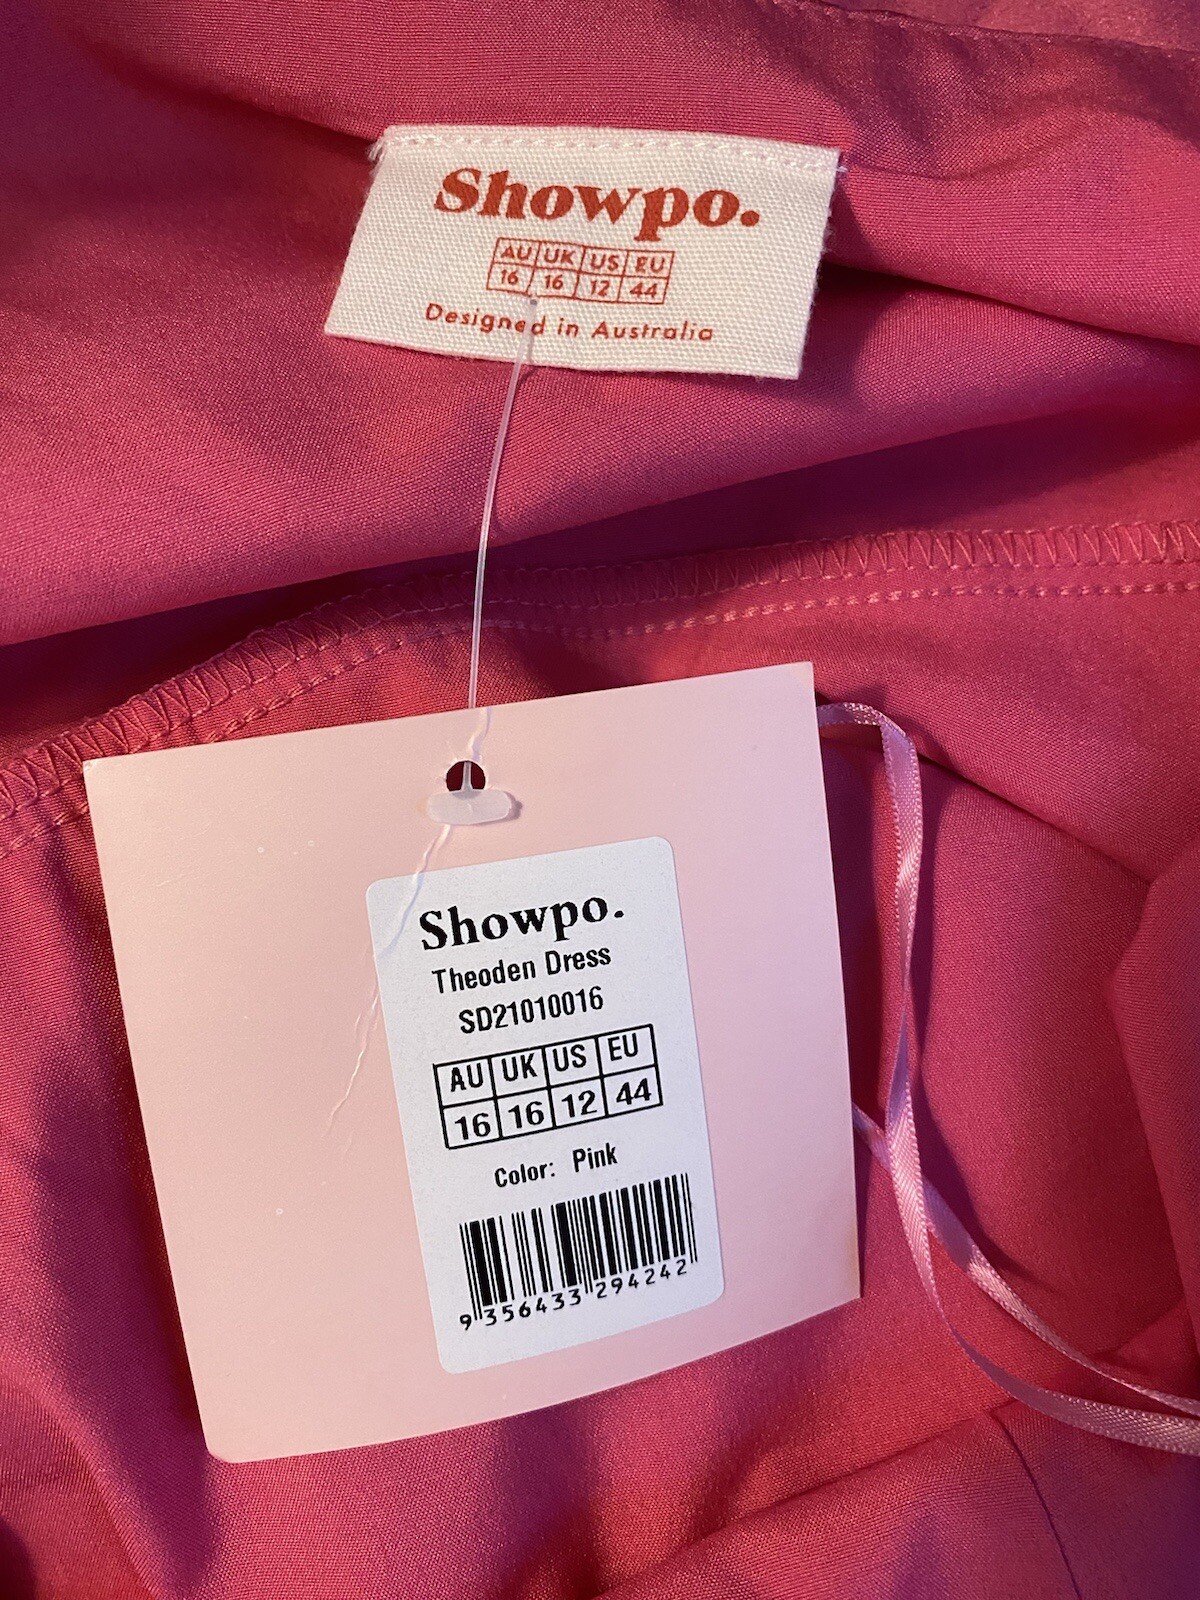 Showpo.
AU UK US EU
16 16 12 44
Designed in Australia
Showpo.
Theoden Dress
SD21010016
AU UK US EU
16 16 12 44
Color: Pink
9 356433 294242